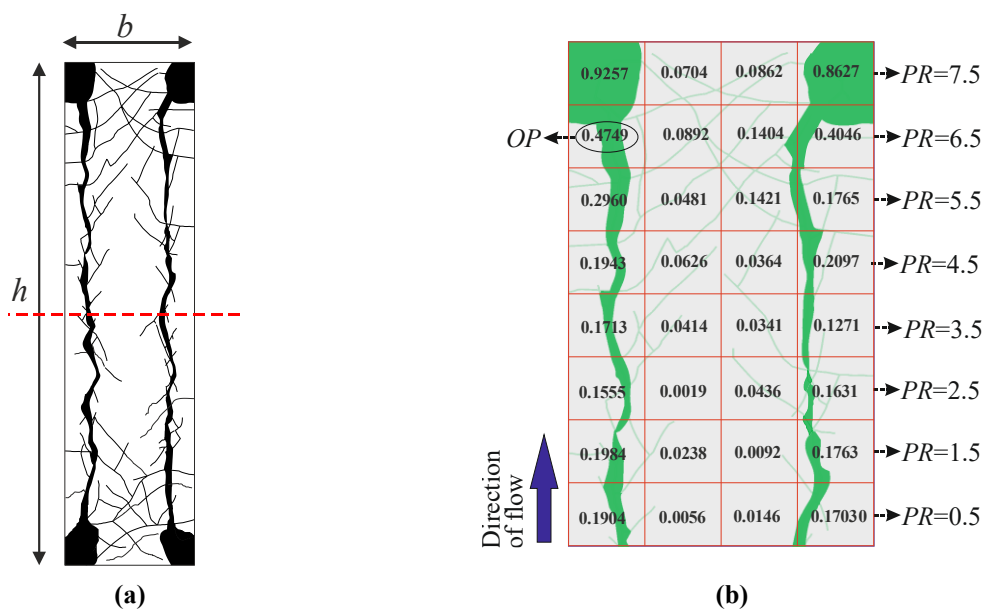 b
h
(a)
0.9257 0.0704 0.0862 0.8627 PR=7.5
OP 0.4749 0.0892 0.1404 0.4046 PR=6.5
0.2960 0.0481 0.1421 0.1765 PR=5.5
0.1943 0.0626 0.0364 0.2097 PR=4.5
0.1713 0.0414 0.0341 0.1271 PR=3.5
0.1555 0.0019 0.0436 0.1631 PR=2.5
0.1984 0.0238 0.0092 0.1763 PR=1.5
0.1904 0.0056 0.0146 0.17030 PR=0.5
Direction
of flow
(b)